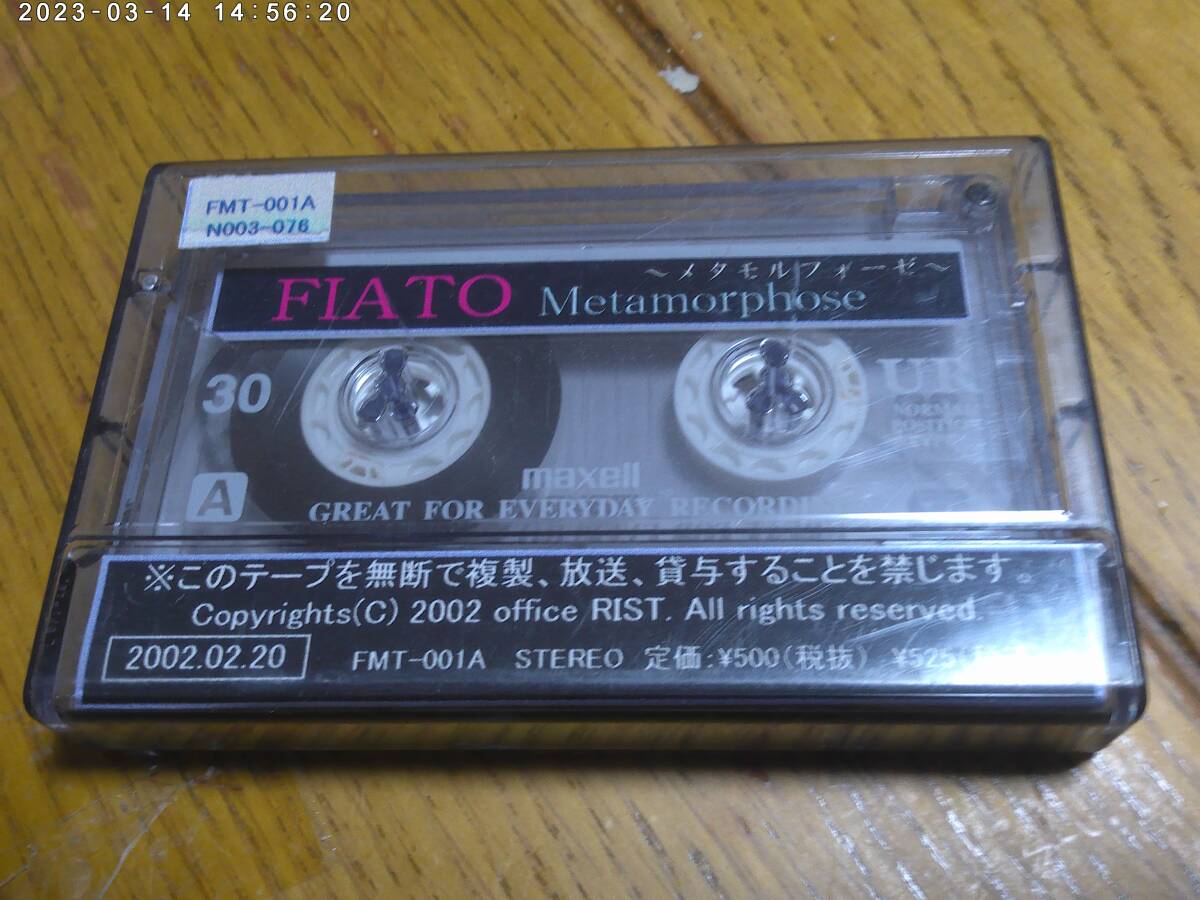 2023-03-14 14:56:20
FMT-001A
N003-076
～メタモルフォーゼ～
FIATO Metamorphose
30
UR
NORMAL
POSITION
A
maxell
GREAT FOR EVERYDAY
※このテープを無断で複製、放送、貸与することを禁じます。
Copyrights(C) 2002 office RIST. All rights reserved.
2002.02.20 FMT-001A STEREO 定価:¥500(税抜) ¥525